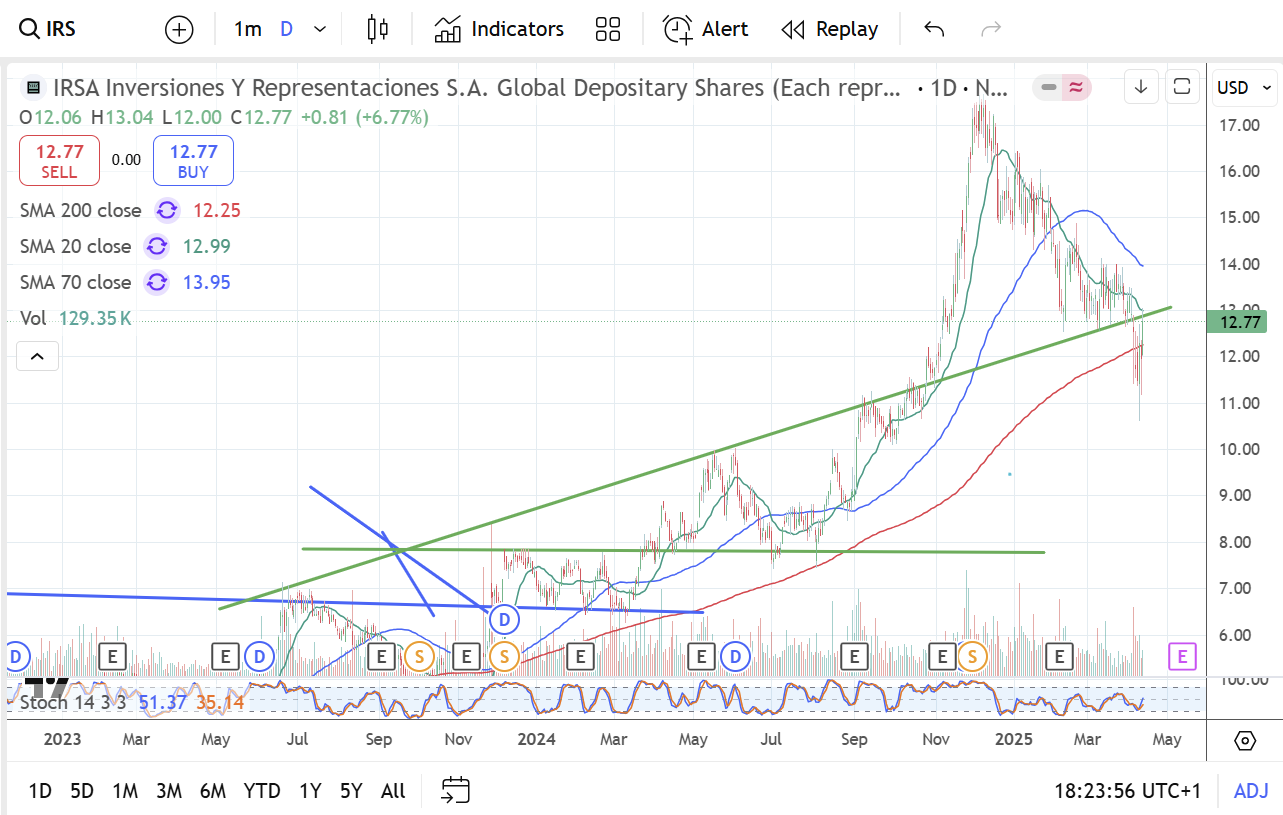 IRS 1m D Indicators Alert Replay
IRSA Inversiones Y Representaciones S.A. Global Depositary Shares (Each repr... · 1D · N... USD
O12.06 H13.04 L12.00 C12.77 +0.81 (+6.77%)
17.00
12.77 SELL 0.00 12.77 BUY
16.00
SMA 200 close 12.25
15.00
SMA 20 close 12.99
14.00
SMA 70 close 13.95
13.00
Vol 129.35K
12.77
12.00
11.00
10.00
9.00
8.00
7.00
D
6.00
D E E D E S E S E E D E E S E E
100.00
Stoch 14 3 3 51.37 35.14
2023 Mar May Jul Sep Nov 2024 Mar May Jul Sep Nov 2025 Mar May
1D 5D 1M 3M 6M YTD 1Y 5Y All 18:23:56 UTC+1 ADJ